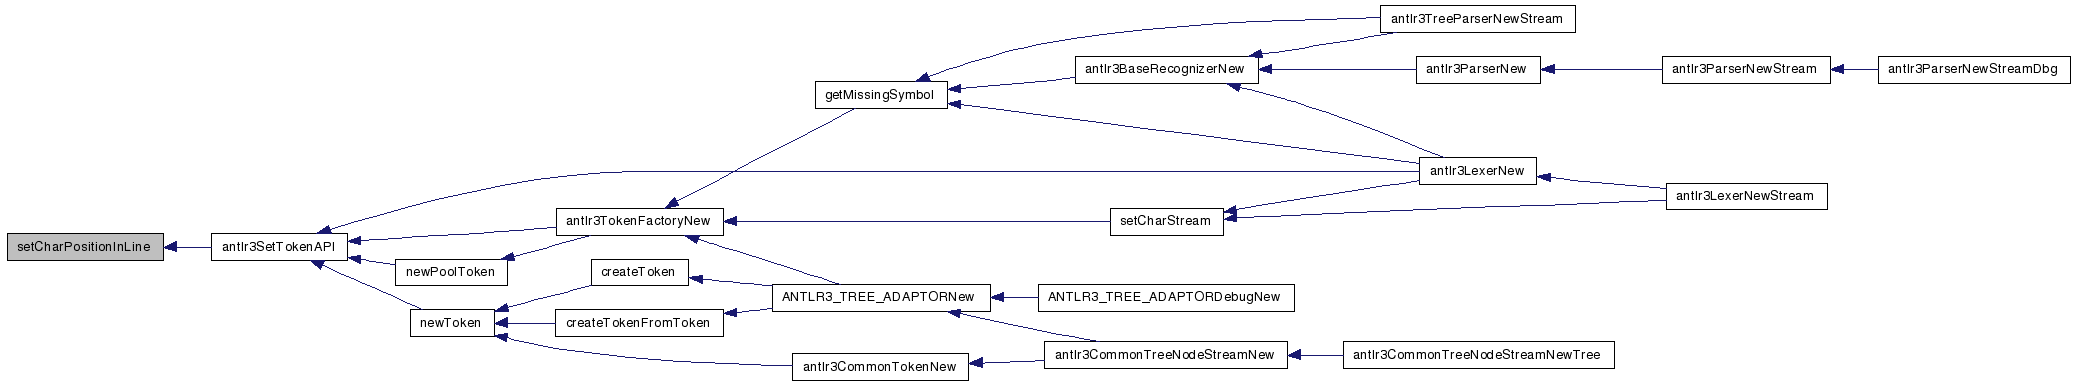 antlr3TreeParserNewStream
antlr3BaseRecognizerNew
antlr3ParserNew
antlr3ParserNewStream
antlr3ParserNewStreamDbg
getMissingSymbol
antlr3LexerNew
antlr3LexerNewStream
antlr3TokenFactoryNew
setCharStream
setCharPositionInLine
antlr3SetTokenAPI
newPoolToken
createToken
ANTLR3_TREE_ADAPTORNew
ANTLR3_TREE_ADAPTORDebugNew
newToken
createTokenFromToken
antlr3CommonTreeNodeStreamNew
antlr3CommonTreeNodeStreamNewTree
antlr3CommonTokenNew